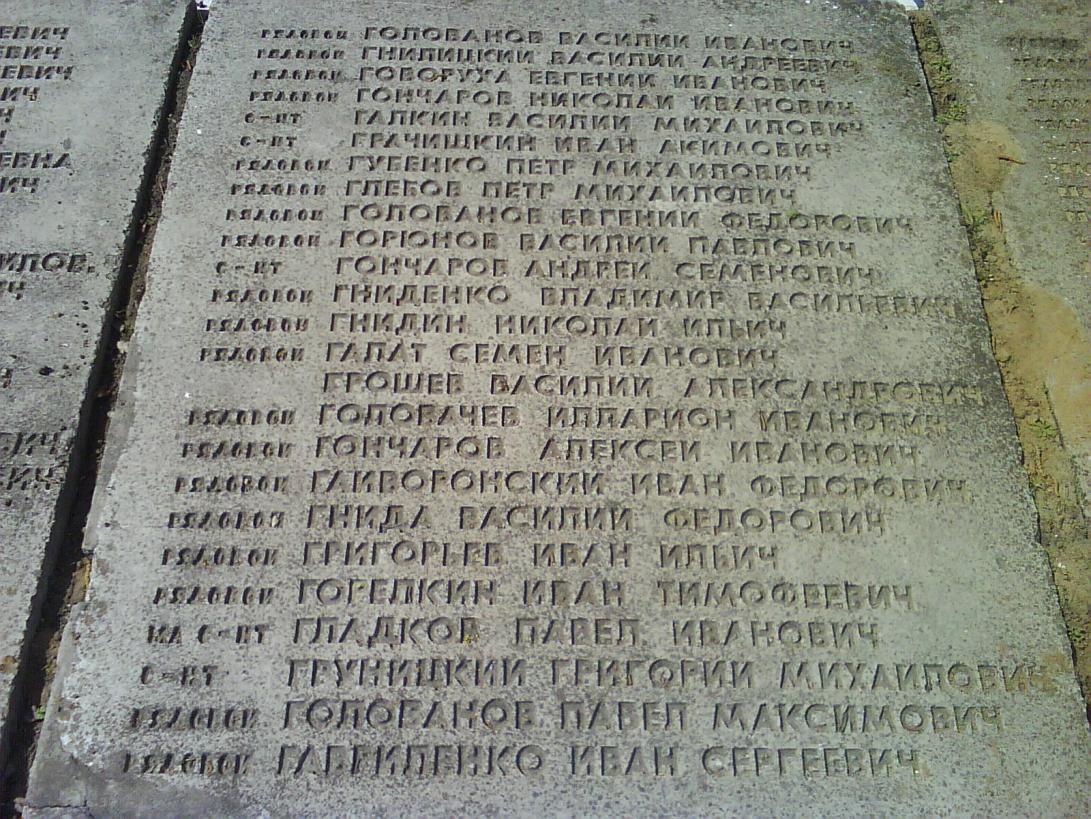 РЯДОВОЙ ГОЛОВАНОВ ВАСИЛИЙ ИВАНОВИЧ
РЯДОВОЙ ГНИЛИЦКИЙ ВАСИЛИЙ АНДРЕЕВИЧ
РЯДОВОЙ ГОВОРУХА ЕВГЕНИЙ ИВАНОВИЧ
РЯДОВОЙ ГОНЧАРОВ НИКОЛАЙ ИВАНОВИЧ
С-НТ ГАЛКИН ВАСИЛИЙ МИХАЙЛОВИЧ
С-НТ ГРАЧИШКИН ИВАН АКИМОВИЧ
РЯДОВОЙ ГУБЕНКО ПЕТР МИХАЙЛОВИЧ
РЯДОВОЙ ГЛЕБОВ ПЕТР МИХАЙЛОВИЧ
РЯДОВОЙ ГОЛОВАНОВ ЕВГЕНИЙ ФЕДОРОВИЧ
РЯДОВОЙ ГОРЮНОВ ВАСИЛИЙ ПАВЛОВИЧ
С-НТ ГОНЧАРОВ АНДРЕЙ СЕМЕНОВИЧ
РЯДОВОЙ ГНИДЕНКО ВЛАДИМИР ВАСИЛЬЕВИЧ
РЯДОВОЙ ГНИДИН НИКОЛАЙ ИЛЬИЧ
РЯДОВОЙ ГАЛАТ СЕМЕН ИВАНОВИЧ
ГРОШЕВ ВАСИЛИЙ АЛЕКСАНДРОВИЧ
РЯДОВОЙ ГОЛОВАЧЕВ ИЛЛАРИОН ИВАНОВИЧ
РЯДОВОЙ ГОНЧАРОВ АЛЕКСЕЙ ИВАНОВИЧ
РЯДОВОЙ ГАЙВОРОНСКИЙ ИВАН ФЕДОРОВИЧ
РЯДОВОЙ ГНИДА ВАСИЛИЙ ФЕДОРОВИЧ
РЯДОВОЙ ГРИГОРЬЕВ ИВАН ИЛЬИЧ
РЯДОВОЙ ГОРЕЛКИН ИВАН ТИМОФЕЕВИЧ
МЛ С-НТ ГЛАДКОВ ПАВЕЛ ИВАНОВИЧ
С-НТ ГРУНИЦКИЙ ГРИГОРИЙ МИХАЙЛОВИЧ
РЯДОВОЙ ГОЛОВАНОВ ПАВЕЛ МАКСИМОВИЧ
РЯДОВОЙ ГАВРИЛЕНКО ИВАН СЕРГЕЕВИЧ